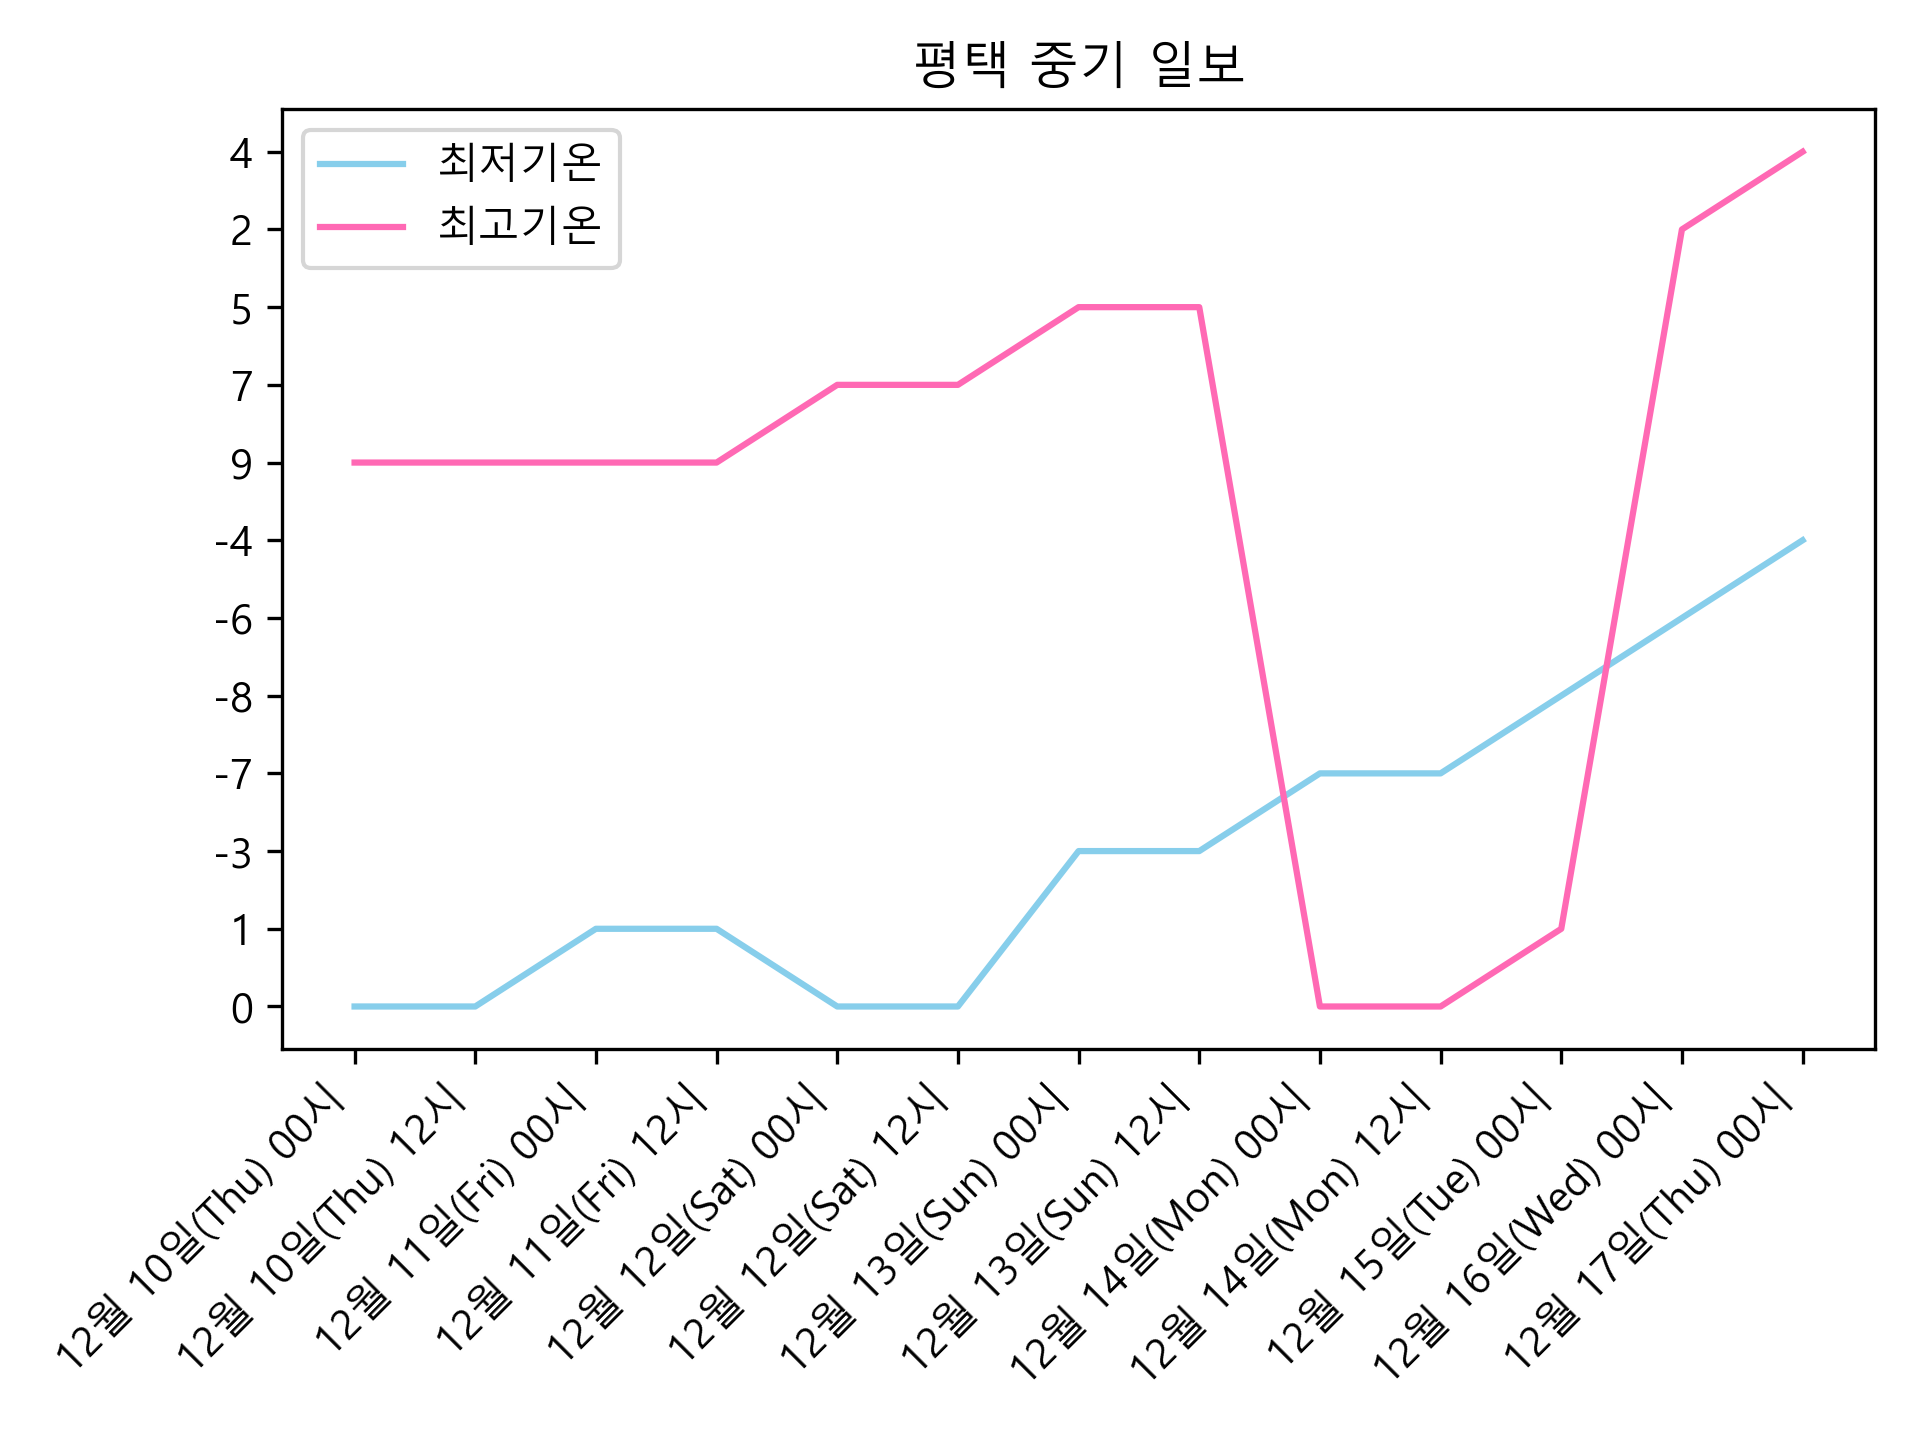 평택 중기 일보
최저기온
최고기온
4
2
5
7
9
-4
-6
-8
-7
-3
1
0
12월 10일(Thu) 00시
12월 10일(Thu) 12시
12월 11일(Fri) 00시
12월 11일(Fri) 12시
12월 12일(Sat) 00시
12월 12일(Sat) 12시
12월 13일(Sun) 00시
12월 13일(Sun) 12시
12월 14일(Mon) 00시
12월 14일(Mon) 12시
12월 15일(Tue) 00시
12월 16일(Wed) 00시
12월 17일(Thu) 00시